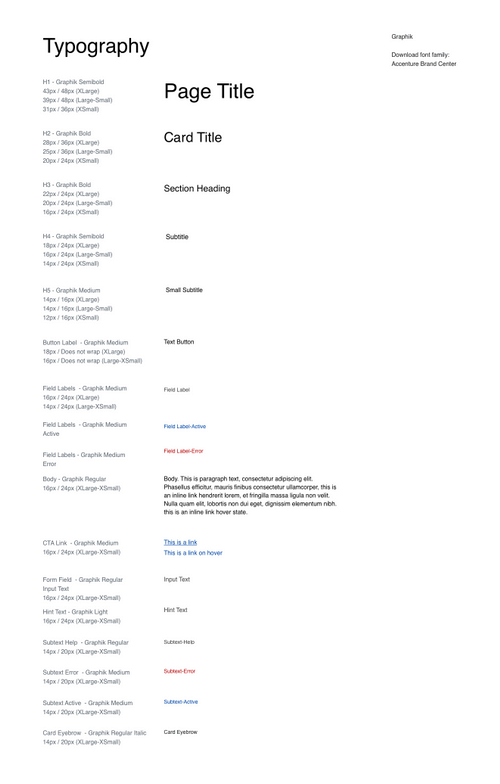 Typography
Graphik
Download font family:
Accenture Brand Center
H1 - Graphik Semibold
43px / 48px (XLarge)
39px / 48px (Large-Small)
31px / 36px (XSmall)
Page Title
H2 - Graphik Bold
28px / 36px (XLarge)
25px / 36px (Large-Small)
20px / 24px (XSmall)
Card Title
H3 - Graphik Bold
22px / 24px (XLarge)
20px / 24px (Large-Small)
16px / 24px (XSmall)
Section Heading
H4 - Graphik Semibold
18px / 24px (XLarge)
16px / 24px (Large-Small)
14px / 24px (XSmall)
Subtitle
H5 - Graphik Medium
14px / 16px (XLarge)
14px / 16px (Large-Small)
12px / 16px (XSmall)
Small Subtitle
Button Label - Graphik Medium
18px / Does not wrap (XLarge)
16px / Does not wrap (Large-XSmall)
Text Button
Field Labels - Graphik Medium
16px / 24px (XLarge)
14px / 24px (Large-XSmall)
Field Label
Field Labels - Graphik Medium
Active
Field Label-Active
Field Labels - Graphik Medium
Error
Field Label-Error
Body - Graphik Regular
16px / 24px (XLarge-XSmall)
Body. This is paragraph text, consectetur adipiscing elit.
Phasellus efficitur, mauris finibus consectetur ullamcorper, this is
an inline link hendrerit lorem, et fringilla massa ligula non velit.
Nulla quam elit, lobortis non dui eget, dignissim elementum nibh.
this is an inline link hover state.
CTA Link - Graphik Medium
16px / 24px (XLarge-XSmall)
This is a link
This is a link on hover
Form Field - Graphik Regular
Input Text
16px / 24px (XLarge-XSmall)
Input Text
Hint Text - Graphik Light
16px / 24px (XLarge-XSmall)
Hint Text
Subtext Help - Graphik Regular
14px / 20px (XLarge-XSmall)
Subtext-Help
Subtext Error - Graphik Medium
14px / 20px (XLarge-XSmall)
Subtext-Error
Subtext Active - Graphik Medium
14px / 20px (XLarge-XSmall)
Subtext-Active
Card Eyebrow - Graphik Regular Italic
14px / 20px (XLarge-XSmall)
Card Eyebrow